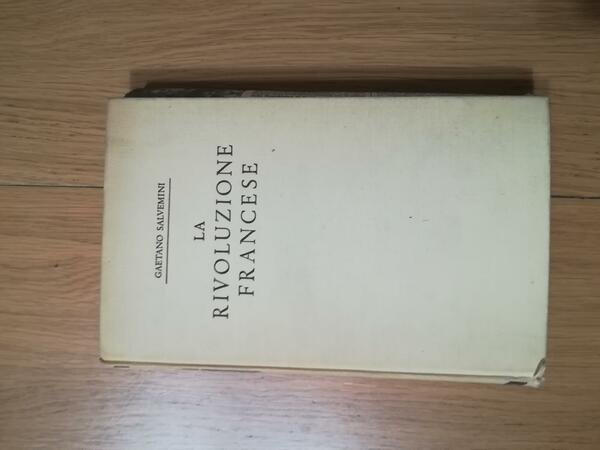 GAETANO SALVEMINI
LA
RIVOLUZIONE
FRANCESE